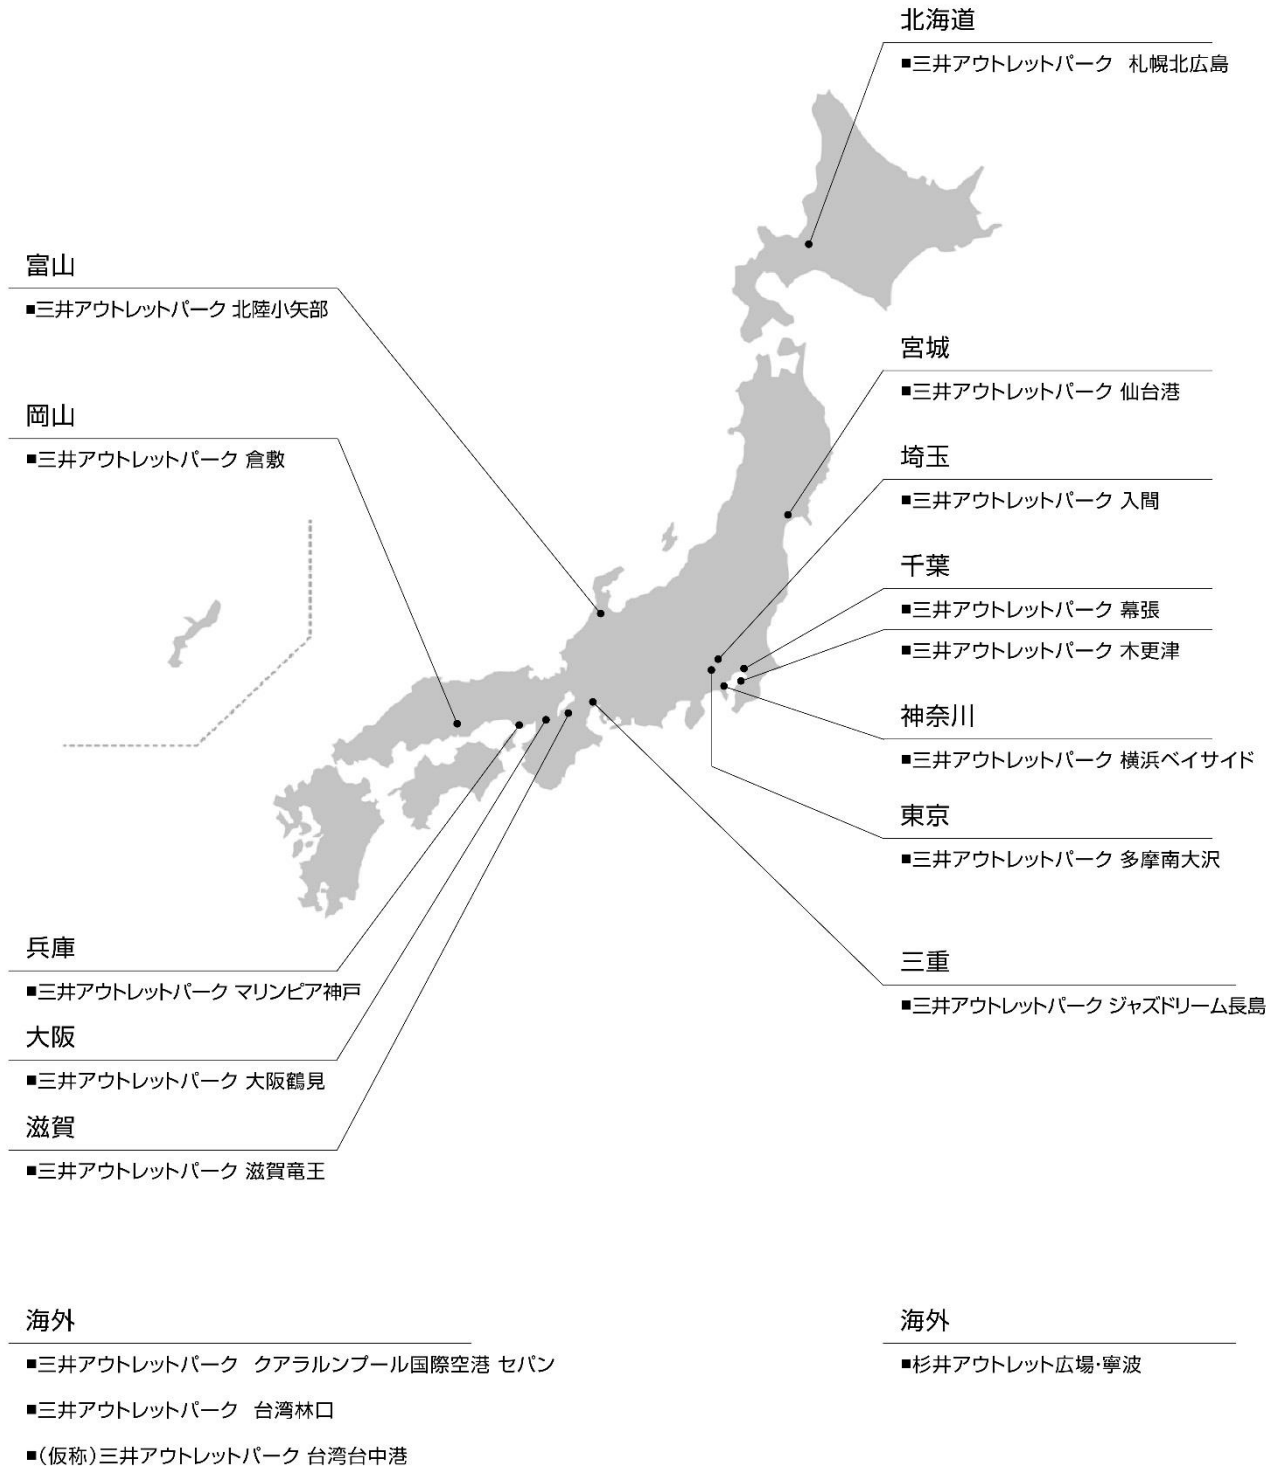 北海道
■三井アウトレットパーク　札幌北広島
富山
■三井アウトレットパーク 北陸小矢部
宮城
■三井アウトレットパーク 仙台港
岡山
■三井アウトレットパーク 倉敷
埼玉
■三井アウトレットパーク 入間
千葉
■三井アウトレットパーク 幕張
■三井アウトレットパーク 木更津
神奈川
■三井アウトレットパーク 横浜ベイサイド
東京
■三井アウトレットパーク 多摩南大沢
兵庫
■三井アウトレットパーク マリンピア神戸
三重
■三井アウトレットパーク ジャズドリーム長島
大阪
■三井アウトレットパーク 大阪鶴見
滋賀
■三井アウトレットパーク 滋賀竜王
海外
■三井アウトレットパーク　クアラルンプール国際空港 セパン
■三井アウトレットパーク　台湾林口
■(仮称)三井アウトレットパーク 台湾台中港
海外
■杉井アウトレット広場・寧波